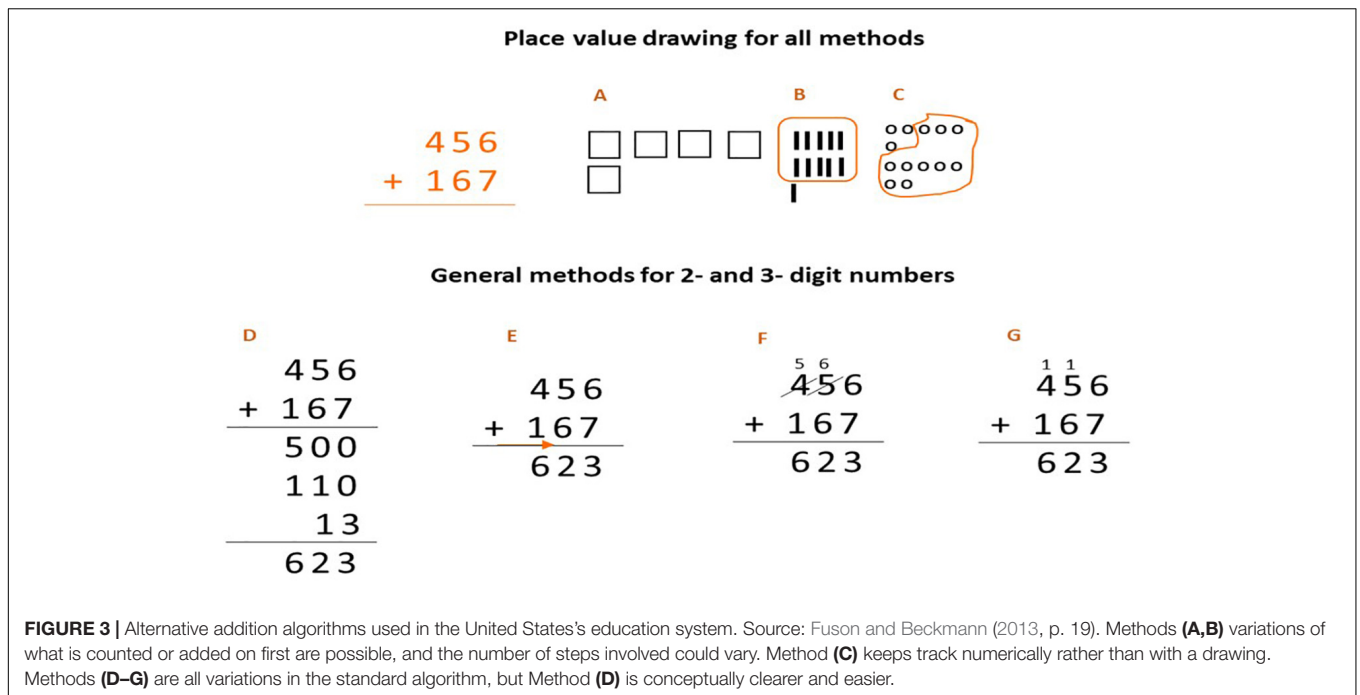 Place value drawing for all methods
A B C
456
+ 167
General methods for 2- and 3- digit numbers
D
456
+ 167
500
110
13
623
E
456
+ 167
623
F
5 6
456
+ 167
623
G
1 1
456
+ 167
623
FIGURE 3 | Alternative addition algorithms used in the United States's education system. Source: Fuson and Beckmann (2013, p. 19). Methods (A,B) variations of
what is counted or added on first are possible, and the number of steps involved could vary. Method (C) keeps track numerically rather than with a drawing.
Methods (D–G) are all variations in the standard algorithm, but Method (D) is conceptually clearer and easier.